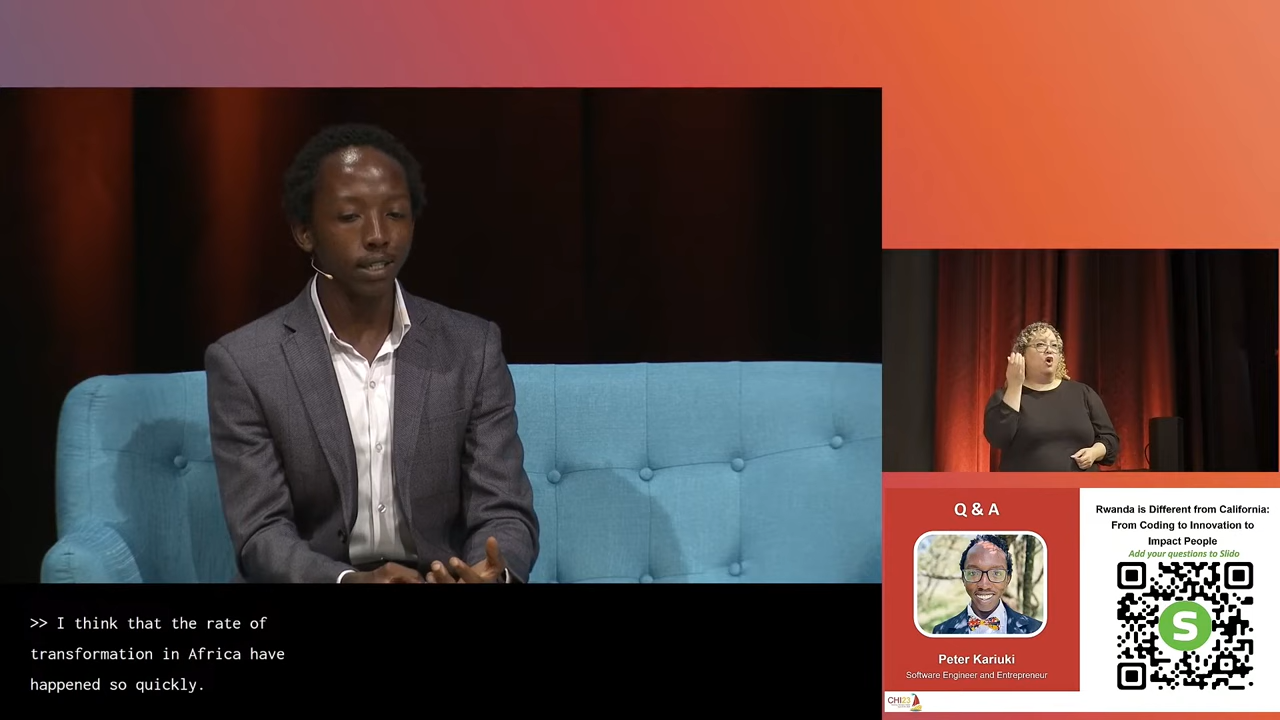 >> I think that the rate of
transformation in Africa have
happened so quickly.
Q & A
Peter Kariuki
Software Engineer and Entrepreneur
CHI23
Rwanda is Different from California:
From Coding to Innovation to
Impact People
Add your questions to Slido
S